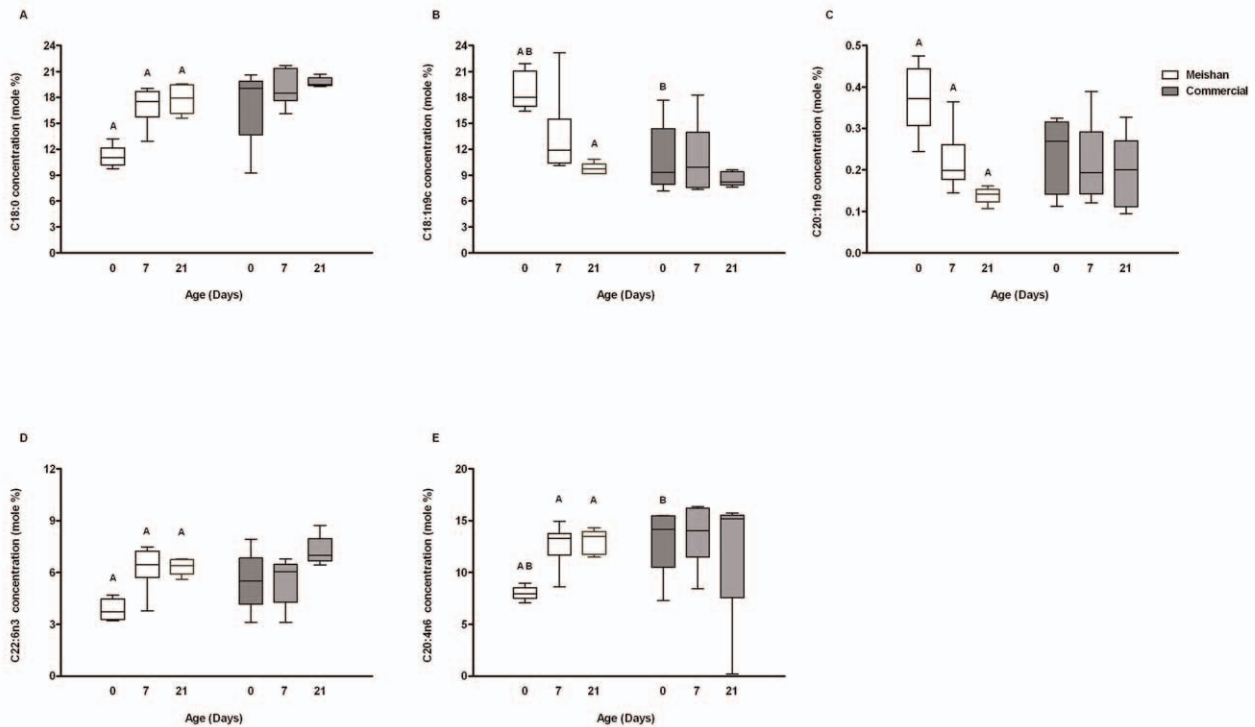 A
C18:0 concentration (mole %)
24
21
18
15
12
9
6
3
0
A
A
A
0 7 21 0 7 21
Age (Days)
B
C18:1n9c concentration (mole %)
24
21
18
15
12
9
6
3
0
AB
A
B
0 7 21 0 7 21
Age (Days)
C
C20:1n9 concentration (mole %)
0.5
0.4
0.3
0.2
0.1
0.0
A
A
A
0 7 21 0 7 21
Age (Days)
Meishan
Commercial
D
C22:6n3 concentration (mole %)
12
9
6
3
0
A
A
A
0 7 21 0 7 21
Age (Days)
E
C20:4n6 concentration (mole %)
20
15
10
5
0
AB
A
A
B
0 7 21 0 7 21
Age (Days)